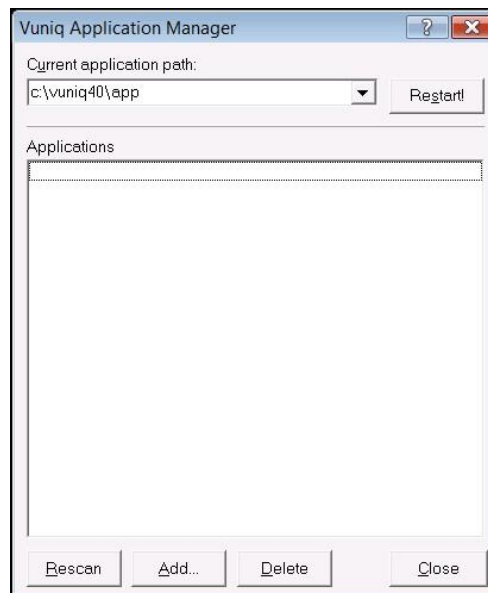 Vuniq Application Manager
Current application path:
c:\vuniq40\app
Restart!
Applications
Rescan
Add...
Delete
Close